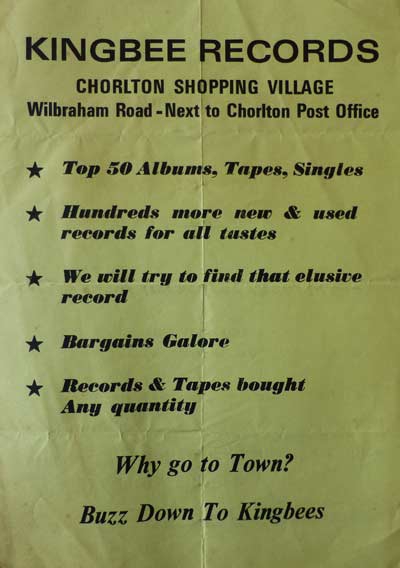 KINGBEE RECORDS
CHORLTON SHOPPING VILLAGE
Wilbraham Road - Next to Chorlton Post Office
★ Top 50 Albums, Tapes, Singles
★ Hundreds more new & used
records for all tastes
★ We will try to find that elusive
record
★ Bargains Galore
★ Records & Tapes bought
Any quantity
Why go to Town?
Buzz Down To Kingbees